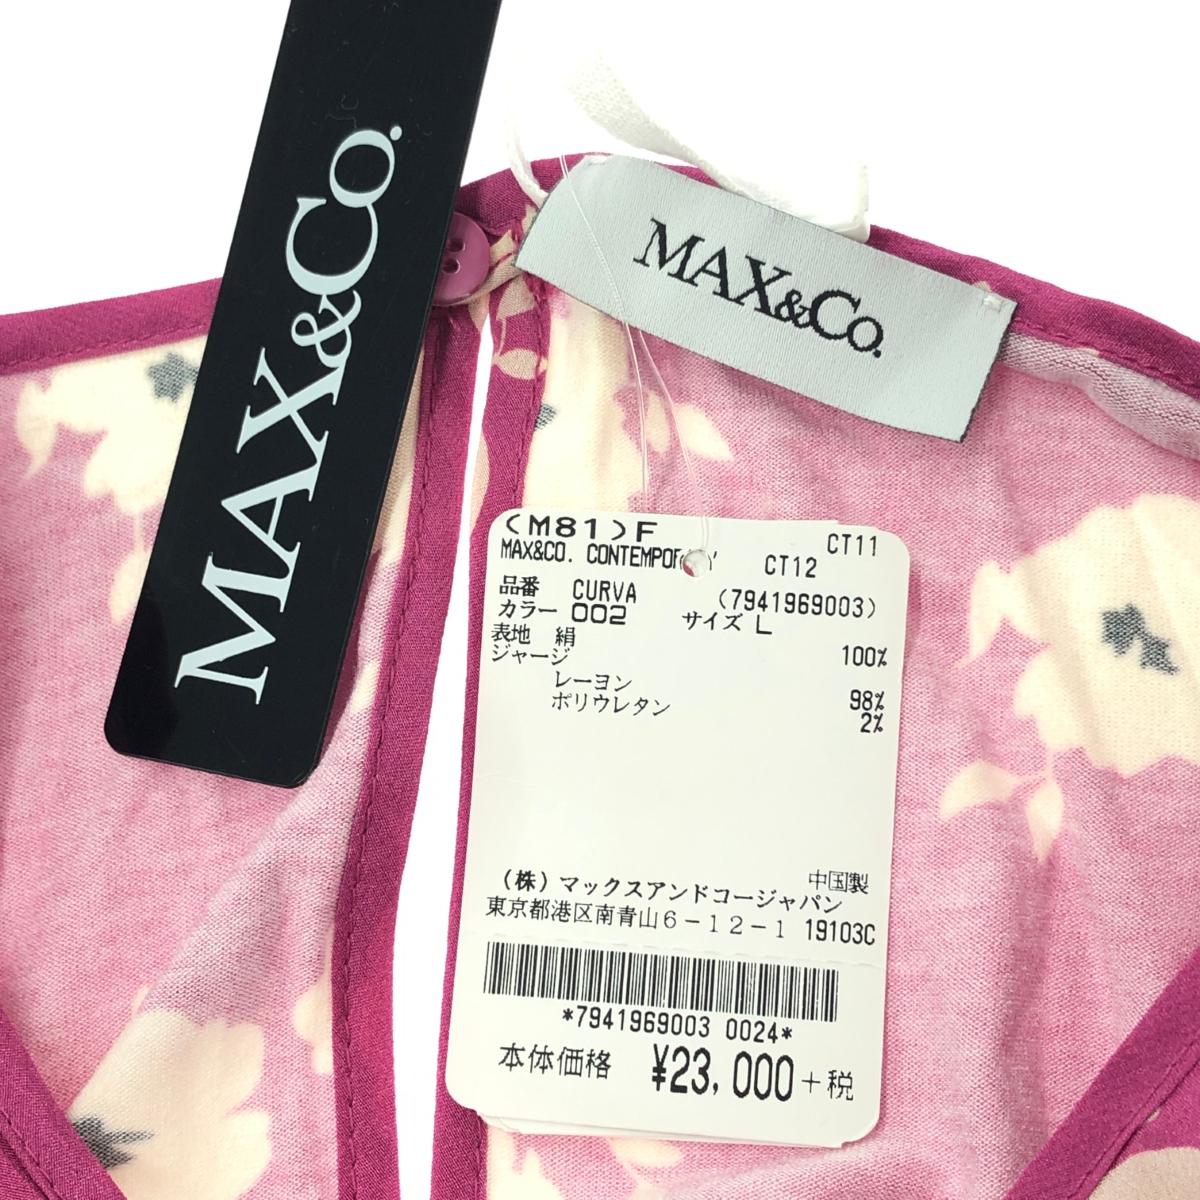 MAX&Co.
MAX&Co.
(M81)F CT11
MAX&CO. CONTEMPOR Y CT12
品番 CURVA (7941969003)
カラー 002 サイズ L
表地 絹 100%
ジャージ
レーヨン 98%
ポリウレタン 2%
中国製
(株)マックスアンドコージャパン
東京都港区南青山6-12-1 19103C
*7941969003 0024*
本体価格 ¥23,000+税